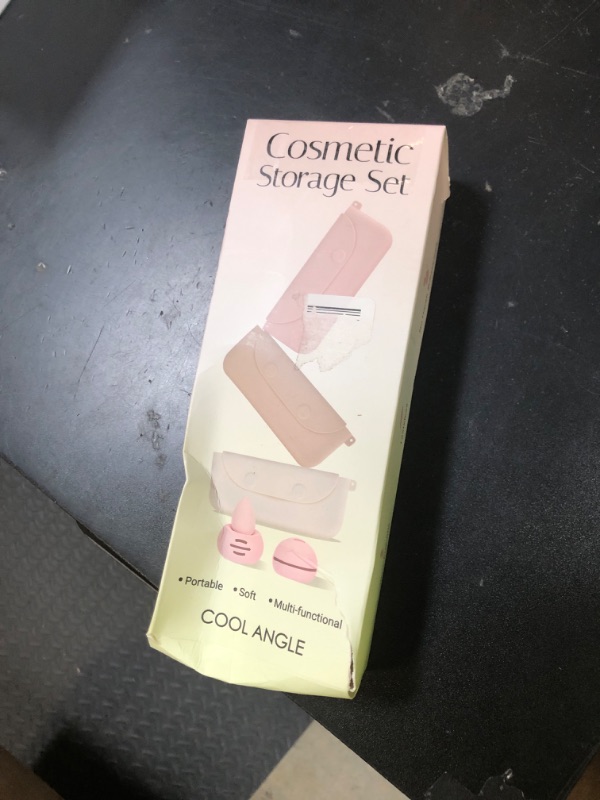 Cosmetic
Storage Set
• Portable • Soft • Multi-functional
COOL ANGLE